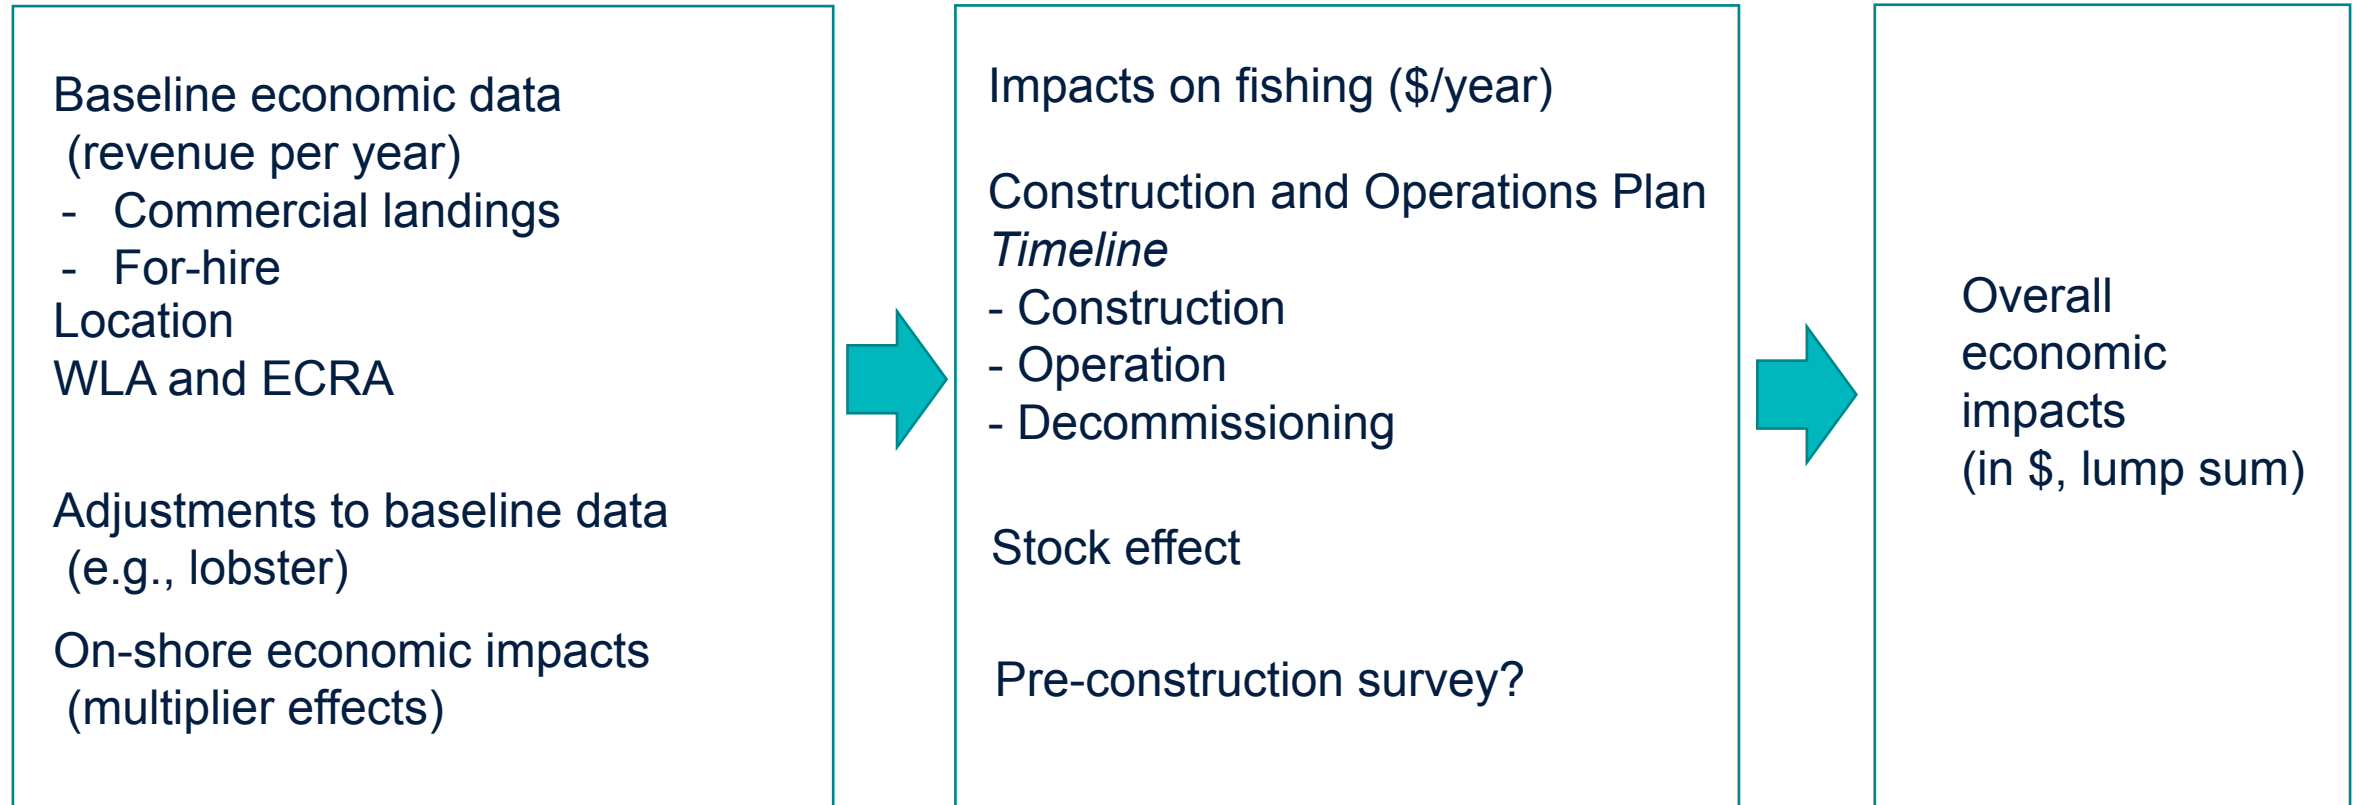 Baseline economic data
(revenue per year)
- Commercial landings
- For-hire
Location
WLA and ECRA
Adjustments to baseline data
(e.g., lobster)
On-shore economic impacts
(multiplier effects)
Impacts on fishing ($/year)
Construction and Operations Plan
Timeline
- Construction
- Operation
- Decommissioning
Stock effect
Pre-construction survey?
Overall
economic
impacts
(in $, lump sum)